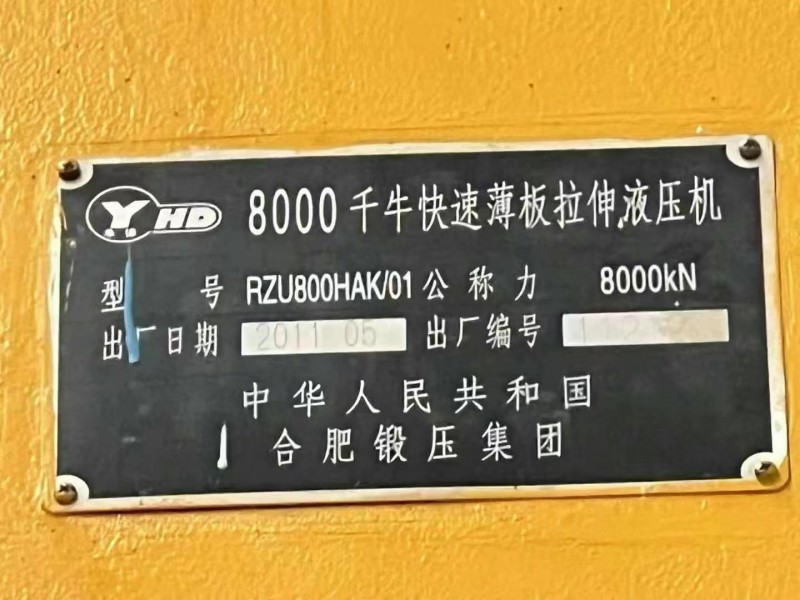 YHD 8000千牛快速薄板拉伸液压机
型号 RZU800HAK/01 公称力 8000kN
出厂日期 2011 05 出厂编号
中华人民共和国
合肥锻压集团